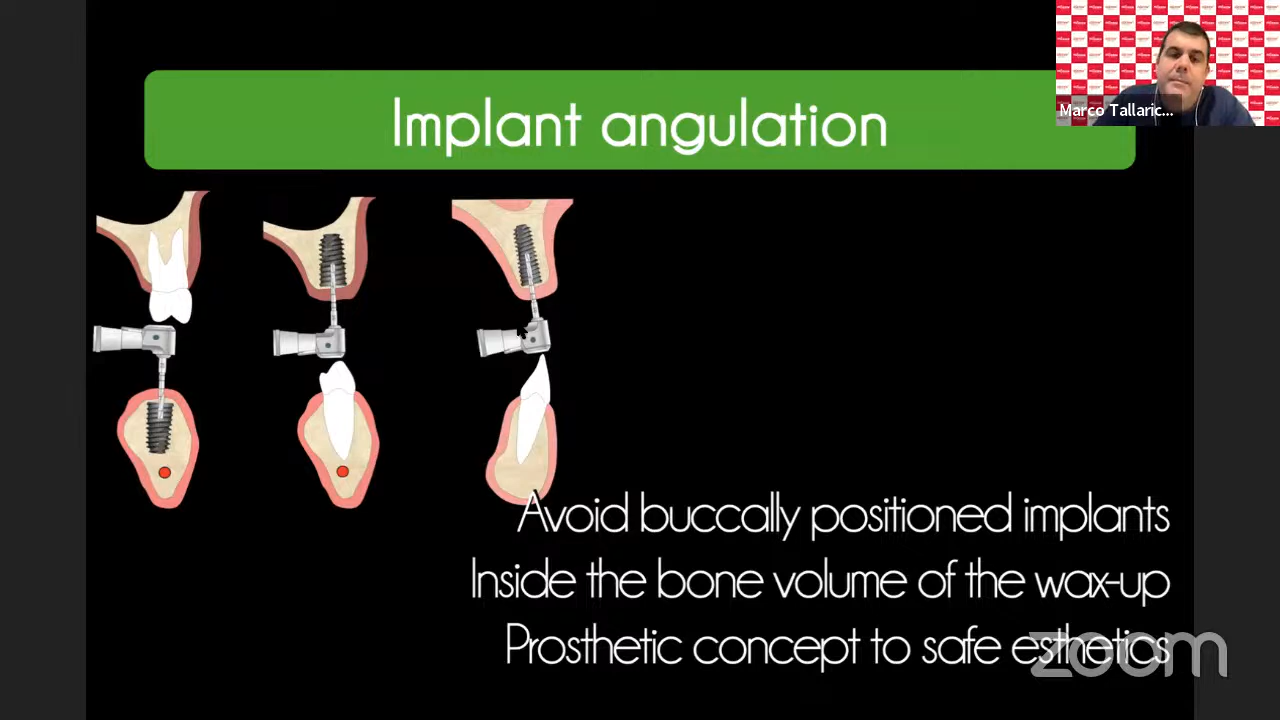 Implant angulation
Marco Tallaric...
Avoid buccally positioned implants
Inside the bone volume of the wax-up
Prosthetic concept to safe esthetics
zoom